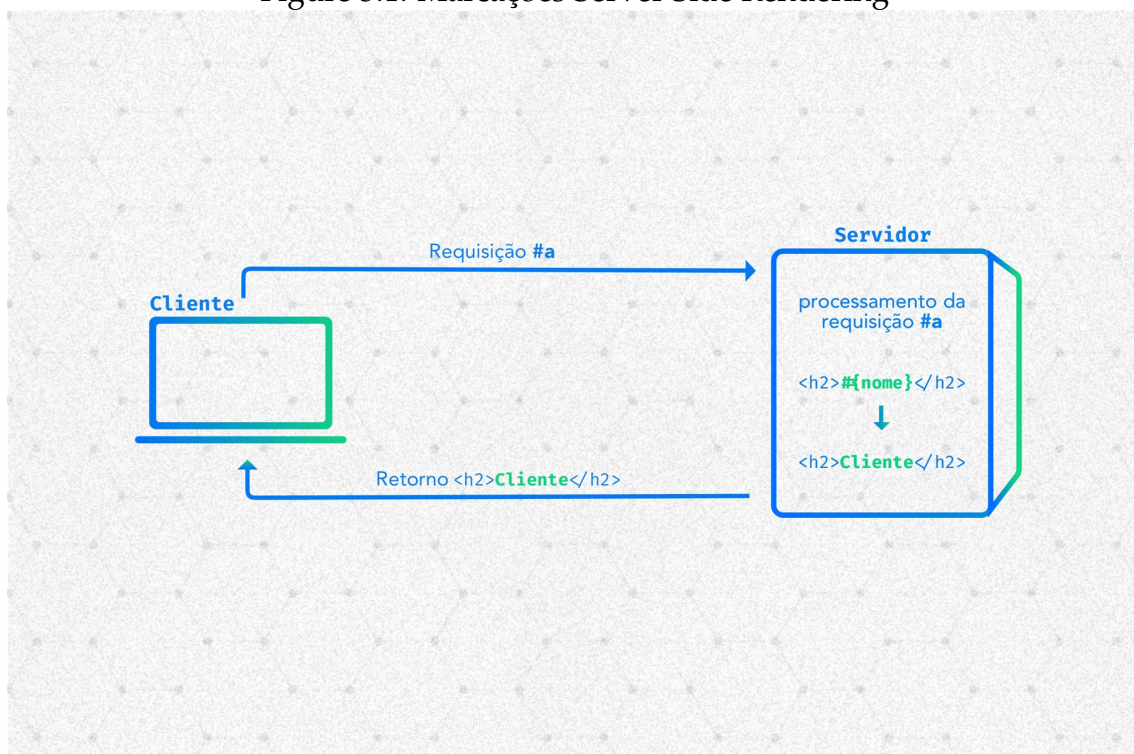 Servidor
Requisição #a
Cliente
processamento da
requisição #a
<h2>#{nome}</h2>
<h2>Cliente</h2>
Retorno <h2>Cliente</h2>